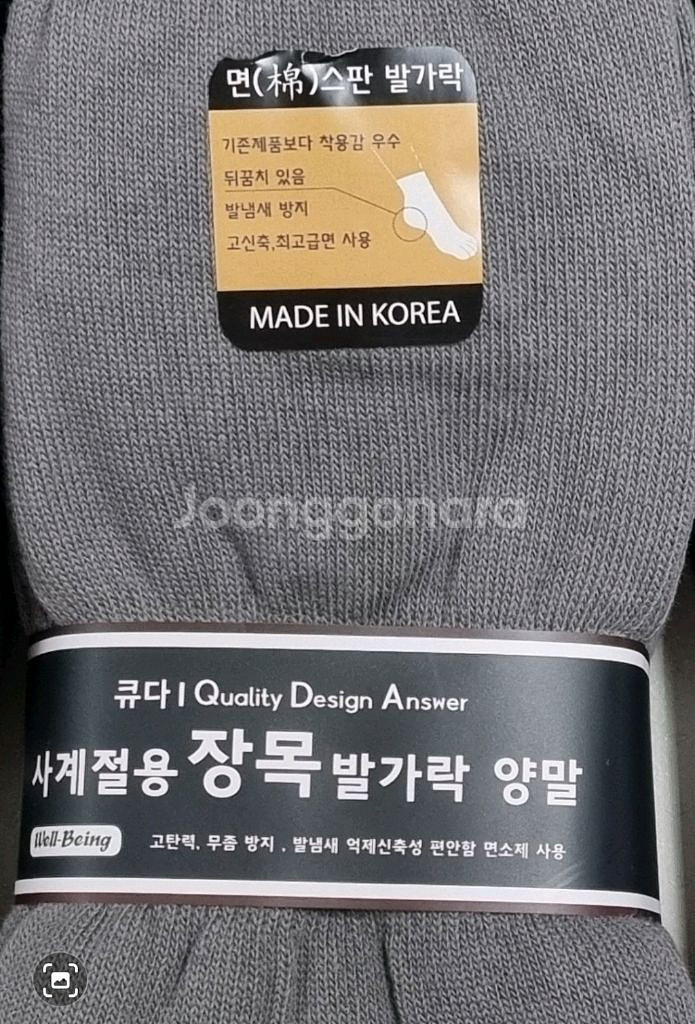 면(棉)스판 발가락
기존제품보다 착용감 우수
뒤꿈치 있음
발냄새 방지
고신축,최고급면 사용
MADE IN KOREA
Joonggonara
큐다 | Quality Design Answer
사계절용 장목 발가락 양말
Well-Being 고탄력, 무좀 방지 . 발냄새 억제신축성 편안함 면소제 사용